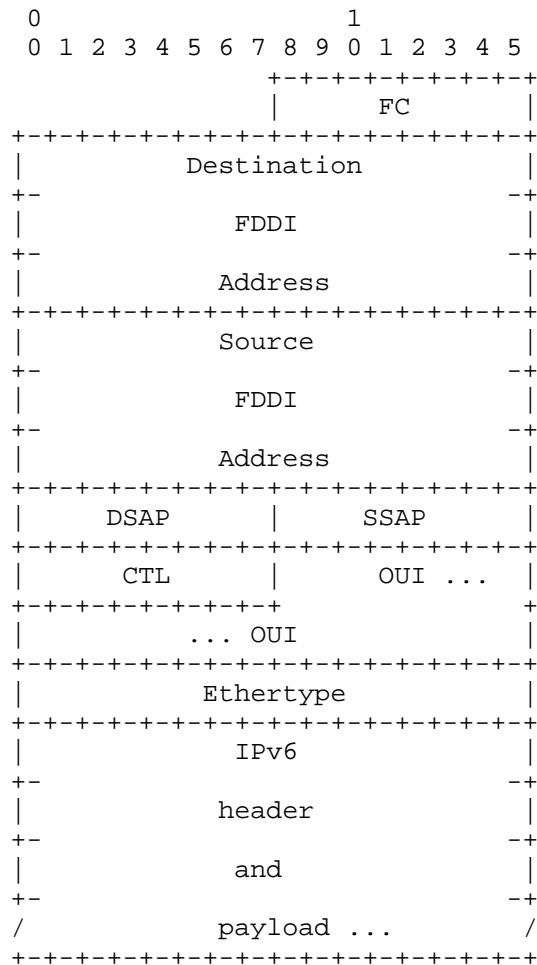 0                   1
 0 1 2 3 4 5 6 7 8 9 0 1 2 3 4 5
                +-+-+-+-+-+-+-+-+
                |      FC       |
+-+-+-+-+-+-+-+-+-+-+-+-+-+-+-+-+
|          Destination          |
+-                             -+
|             FDDI              |
+-                             -+
|            Address            |
+-+-+-+-+-+-+-+-+-+-+-+-+-+-+-+-+
|            Source             |
+-                             -+
|             FDDI              |
+-                             -+
|            Address            |
+-+-+-+-+-+-+-+-+-+-+-+-+-+-+-+-+
|     DSAP      |     SSAP      |
+-+-+-+-+-+-+-+-+-+-+-+-+-+-+-+-+
|      CTL      |      OUI ...  |
+-+-+-+-+-+-+-+-+               +
|          ... OUI              |
+-+-+-+-+-+-+-+-+-+-+-+-+-+-+-+-+
|           Ethertype           |
+-+-+-+-+-+-+-+-+-+-+-+-+-+-+-+-+
|             IPv6              |
+-                             -+
|            header             |
+-                             -+
|             and               |
+-                             -+
/            payload ...        /
+-+-+-+-+-+-+-+-+-+-+-+-+-+-+-+-+